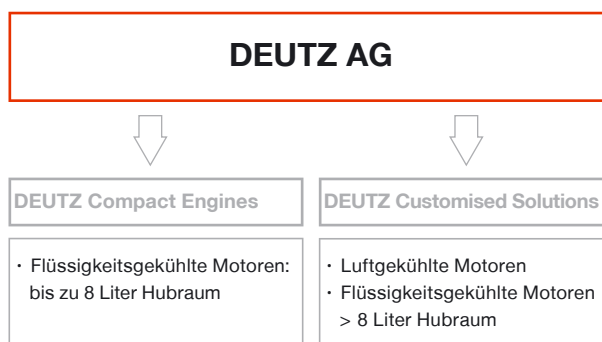 DEUTZ AG
DEUTZ Compact Engines
· Flüssigkeitsgekühlte Motoren:
bis zu 8 Liter Hubraum
DEUTZ Customised Solutions
· Luftgekühlte Motoren
· Flüssigkeitsgekühlte Motoren
> 8 Liter Hubraum